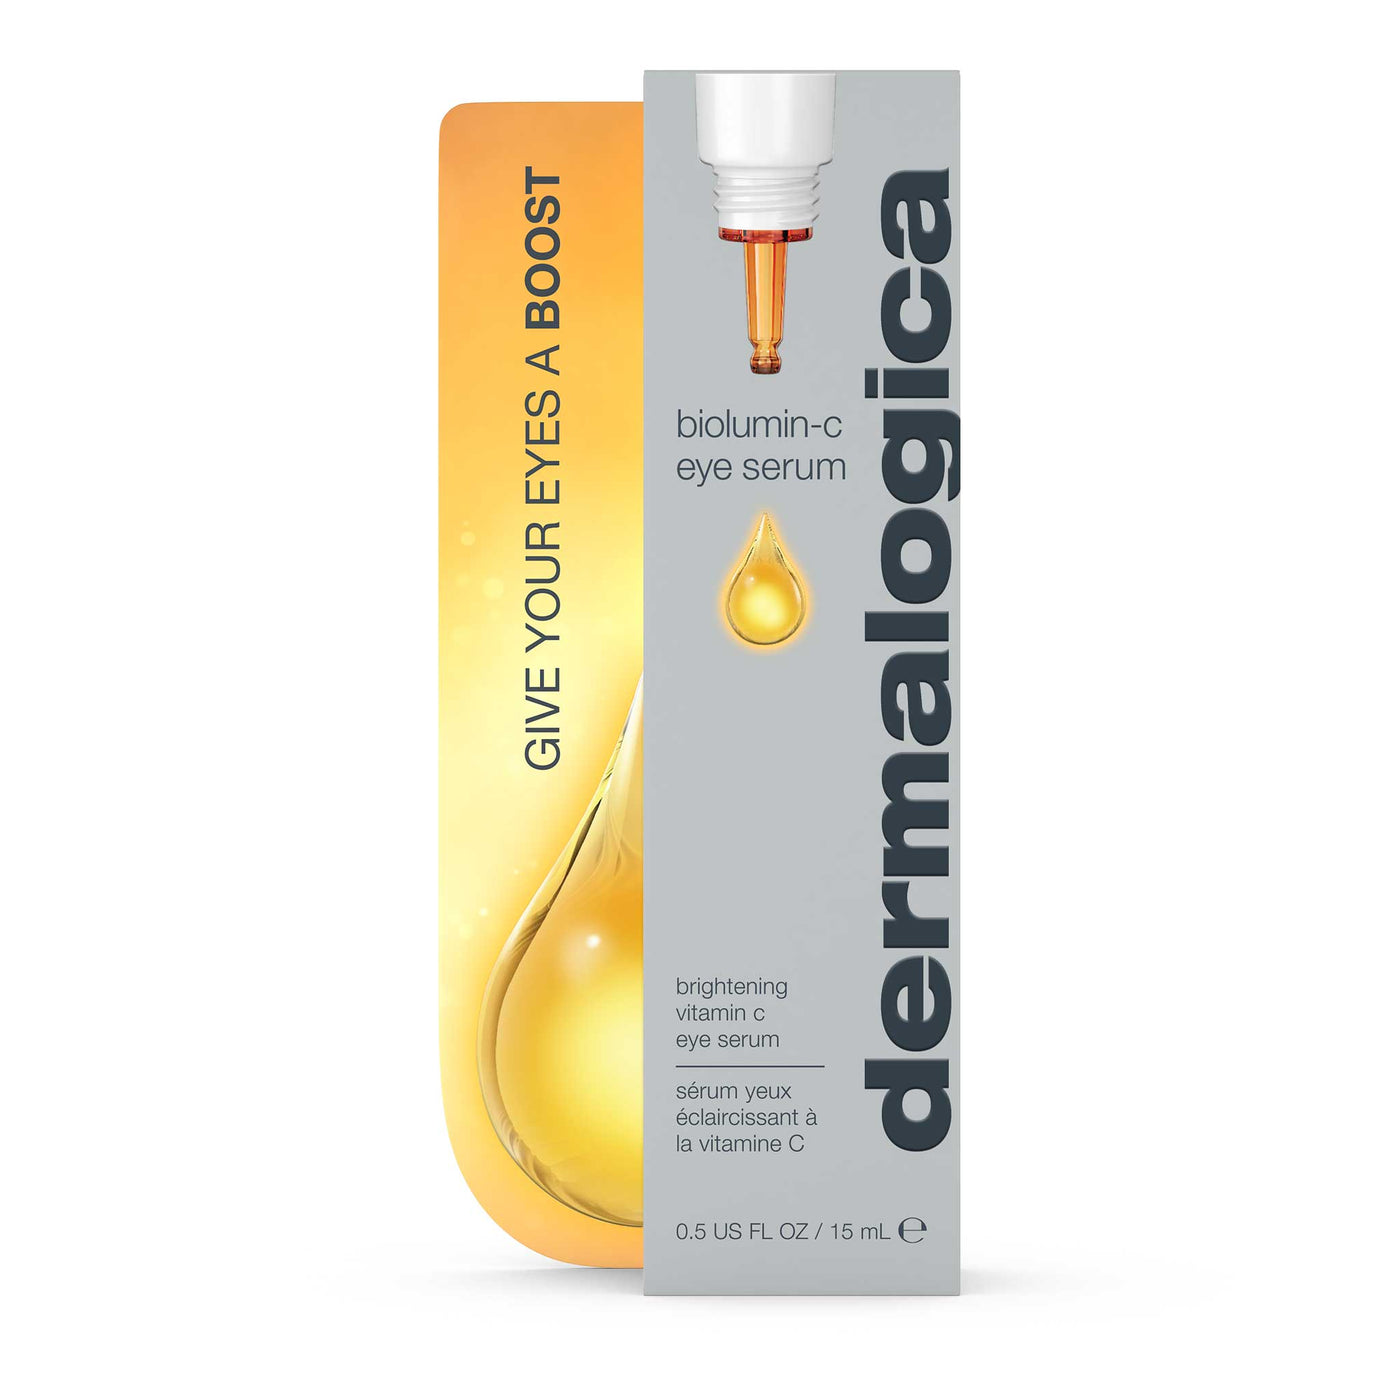 GIVE YOUR EYES A BOOST
biolumin-c
eye serum
dermalogica
brightening
vitamin c
eye serum
sérum yeux
éclaircissant à
la vitamine C
0.5 US FL OZ / 15 mL ℮